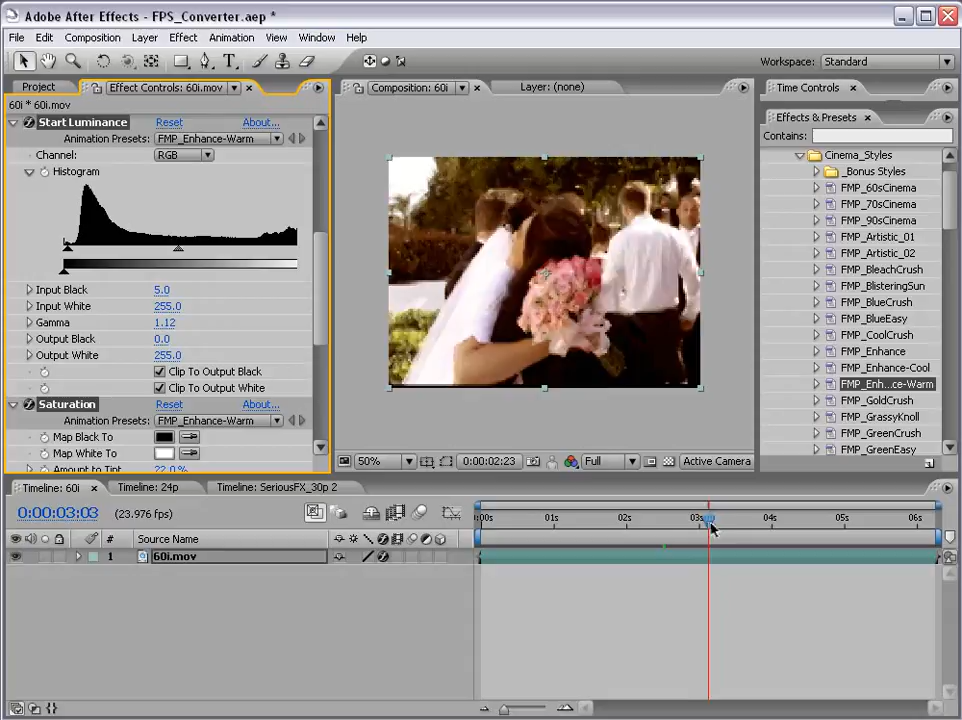 Adobe After Effects - FPS_Converter.aep *
File Edit Composition Layer Effect Animation View Window Help
Workspace: Standard
Project Effect Controls: 60i.mov
60i * 60i.mov
Start Luminance Reset About...
Animation Presets: FMP_Enhance-Warm
Channel: RGB
Histogram
Input Black 5.0
Input White 255.0
Gamma 1.12
Output Black 0.0
Output White 255.0
Clip To Output Black
Clip To Output White
Saturation Reset About...
Animation Presets: FMP_Enhance-Warm
Map Black To
Map White To
Amount to Tint 22.0%
Composition: 60i Layer: (none)
50% 0:00:02:23 Full Active Camera
Time Controls
Effects & Presets
Contains:
Cinema_Styles
_Bonus Styles
FMP_60sCinema
FMP_70sCinema
FMP_90sCinema
FMP_Artistic_01
FMP_Artistic_02
FMP_BleachCrush
FMP_BlisteringSun
FMP_BlueCrush
FMP_BlueEasy
FMP_CoolCrush
FMP_Enhance
FMP_Enhance-Cool
FMP_Enh...ce-Warm
FMP_GoldCrush
FMP_GrassyKnoll
FMP_GreenCrush
FMP_GreenEasy
Timeline: 60i Timeline: 24p Timeline: SeriousFX_30p 2
0:00:03:03 (23.976 fps)
:00s 01s 02s 03s 04s 05s 06s
# Source Name
1 60i.mov